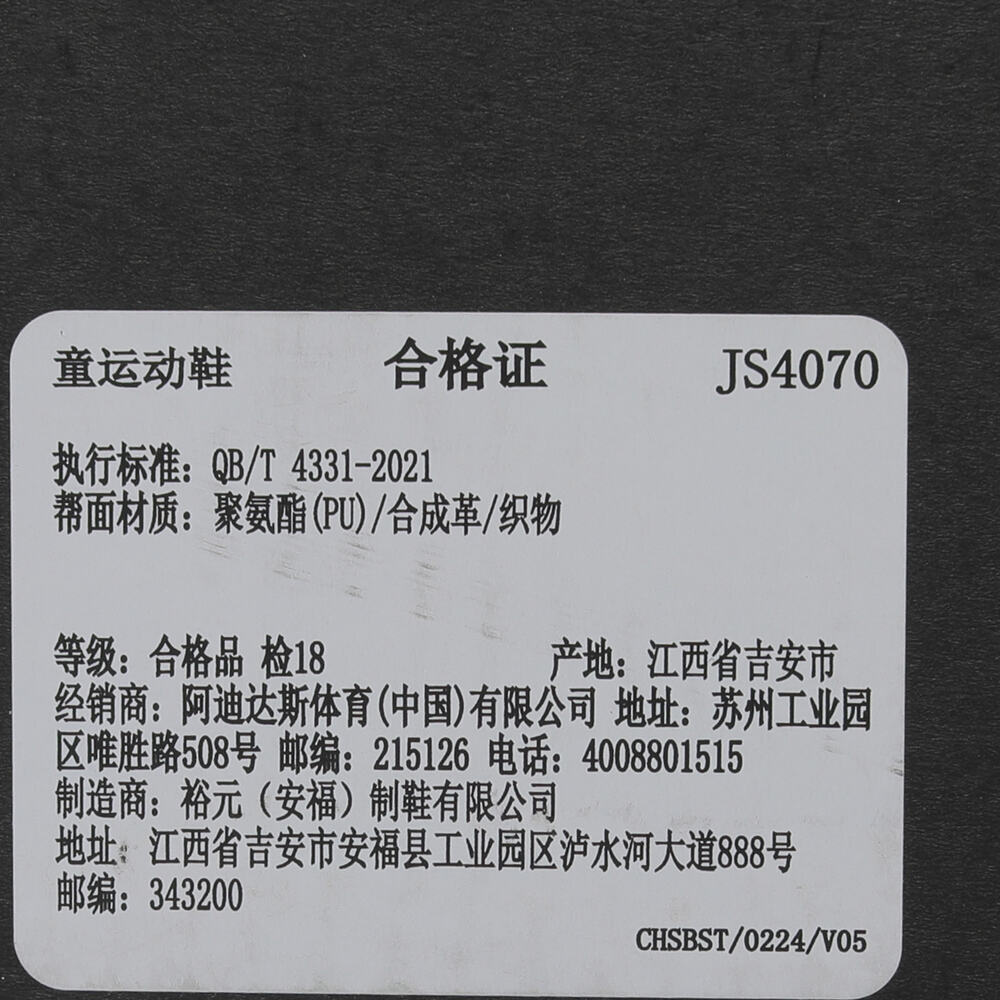 童运动鞋 合格证 JS4070
执行标准：QB/T 4331-2021
帮面材质：聚氨酯(PU)/合成革/织物
等级：合格品 检18 产地：江西省吉安市
经销商：阿迪达斯体育(中国)有限公司 地址：苏州工业园
区唯胜路508号 邮编：215126 电话：4008801515
制造商：裕元（安福）制鞋有限公司
地址：江西省吉安市安福县工业园区泸水河大道888号
邮编：343200
CHSBST/0224/V05